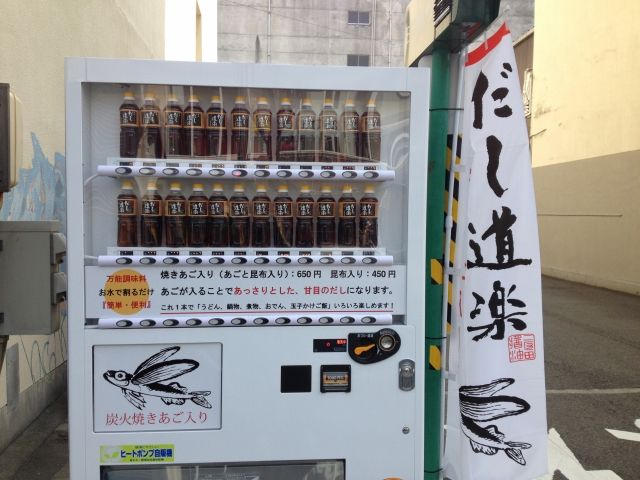 焼きあご入り（あごと昆布入り）：650円　昆布入り：450円
万能調味料
お水で割るだけ
『簡単・便利』
あごが入ることであっさりとした、甘目のだしになります。
これ1本で「うどん、鍋物、煮物、おでん、玉子かけご飯」いろいろ楽しめます！
炭火焼きあご入り
ヒートポンプ自販機
だし道楽